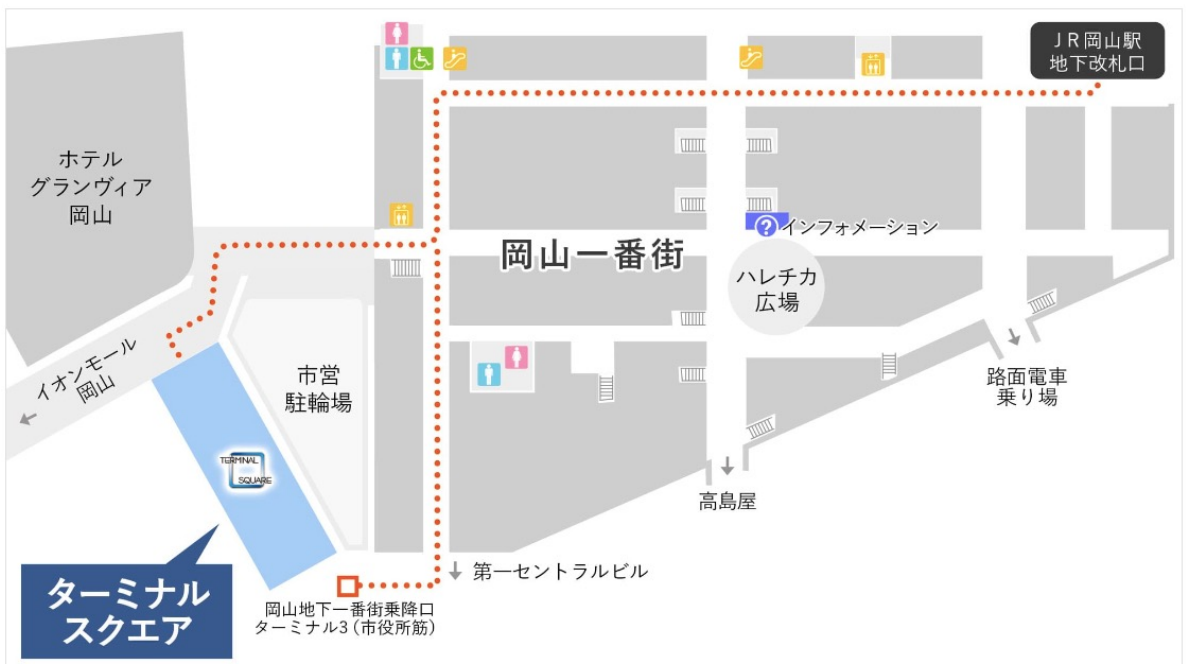 JR岡山駅
地下改札口
ホテル
グランヴィア
岡山
?インフォメーション
岡山一番街
ハレチカ
広場
イオンモール
岡山
市営
駐輪場
路面電車
乗り場
TERMINAL
SQUARE
高島屋
第一セントラルビル
ターミナル
スクエア
岡山地下一番街乗降口
ターミナル3(市役所筋)